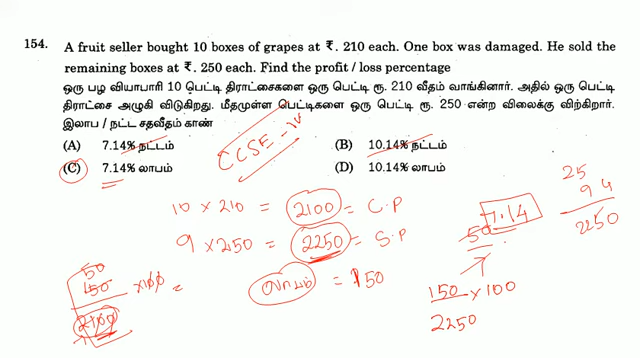 154. A fruit seller bought 10 boxes of grapes at ₹. 210 each. One box was damaged. He sold the
remaining boxes at ₹. 250 each. Find the profit / loss percentage
ஒரு பழ வியாபாரி 10 பெட்டி திராட்சைகளை ஒரு பெட்டி ரூ. 210 வீதம் வாங்கினார். அதில் ஒரு பெட்டி
திராட்சை அழுகி விடுகிறது. மீதமுள்ள பெட்டிகளை ஒரு பெட்டி ரூ. 250 என்ற விலைக்கு விற்கிறார்.
இலாப / நட்ட சதவீதம் காண்
(A) 7.14% நட்டம் (B) 10.14% நட்டம்
(C) 7.14% லாபம் (D) 10.14% லாபம்
CCSE - IV
10 × 210 = 2100 = C.P
9 × 250 = 2250 = S.P
லாபம் = 150
50
150
2100
× 100 =
150
2250
× 100
50
7.14
25
9 4
2250